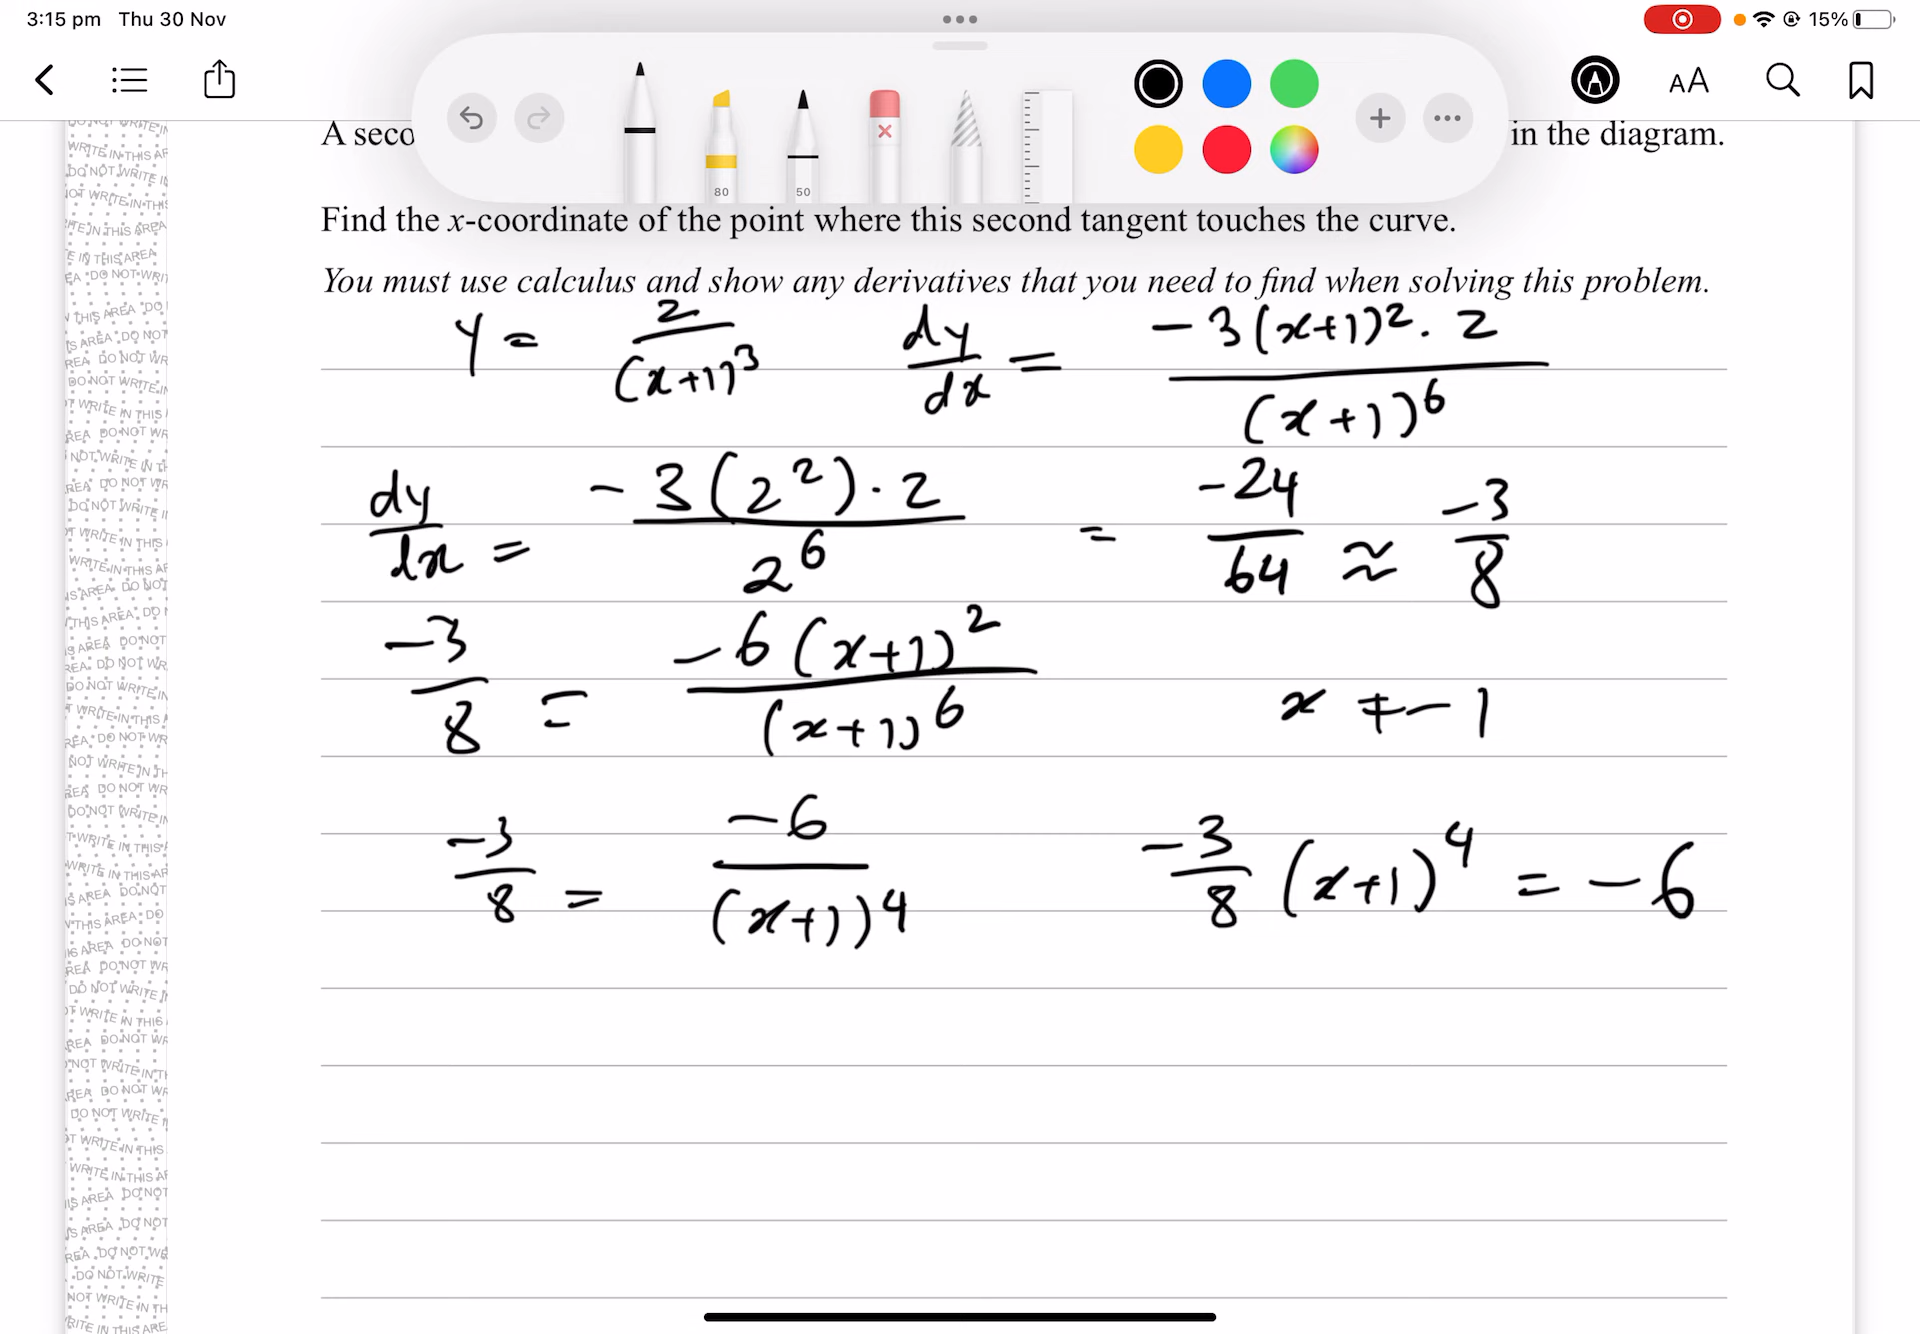 3:15 pm Thu 30 Nov 15%
AA
80 50
A seco in the diagram.
Find the x-coordinate of the point where this second tangent touches the curve.
You must use calculus and show any derivatives that you need to find when solving this problem.
y = 2/(x+1)^3 dy/dx = -3(x+1)^2 · 2/(x+1)^6
dy/dx = -3(2^2) · 2/2^6 = -24/64 ≈ -3/8
-3/8 = -6(x+1)^2/(x+1)^6 x ≠ -1
-3/8 = -6/(x+1)^4 -3/8 (x+1)^4 = -6